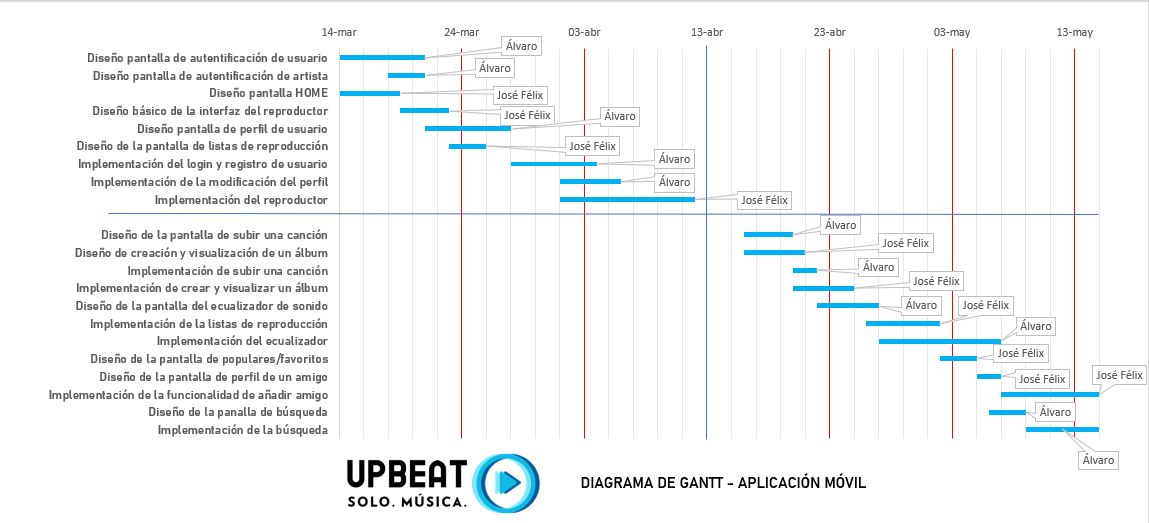 14-mar 24-mar 03-abr 13-abr 23-abr 03-may 13-may
Diseño pantalla de autentificación de usuario Álvaro
Diseño pantalla de autentificación de artista Álvaro
Diseño pantalla HOME José Félix
Diseño básico de la interfaz del reproductor José Félix
Diseño pantalla de perfil de usuario Álvaro
Diseño de la pantalla de listas de reproducción José Félix
Implementación del login y registro de usuario Álvaro
Implementación de la modificación del perfil Álvaro
Implementación del reproductor José Félix
Diseño de la pantalla de subir una canción Álvaro
Diseño de creación y visualización de un álbum José Félix
Implementación de subir una canción Álvaro
Implementación de crear y visualizar un álbum José Félix
Diseño de la pantalla del ecualizador de sonido Álvaro
Implementación de la listas de reproducción José Félix
Implementación del ecualizador Álvaro
Diseño de la pantalla de populares/favoritos José Félix
Diseño de la pantalla de perfil de un amigo José Félix
Implementación de la funcionalidad de añadir amigo José Félix
Diseño de la panalla de búsqueda Álvaro
Implementación de la búsqueda Álvaro
UPBEAT
SOLO. MÚSICA.
DIAGRAMA DE GANTT - APLICACIÓN MÓVIL